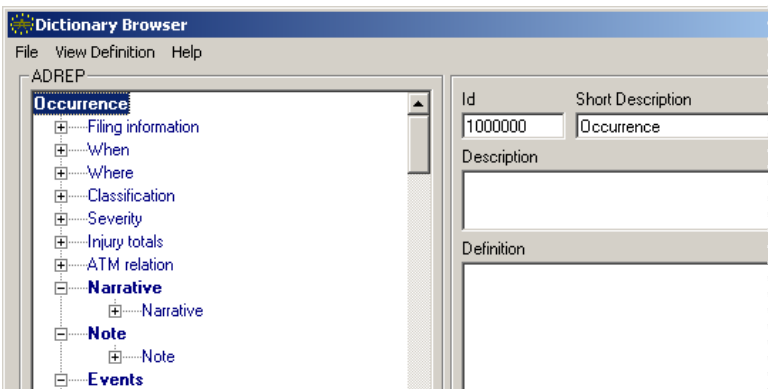 Dictionary Browser
File View Definition Help
ADREP
Occurrence
Filing information
When
Where
Classification
Severity
Injury totals
ATM relation
Narrative
Narrative
Note
Note
Events
Id Short Description
1000000 Occurrence
Description
Definition